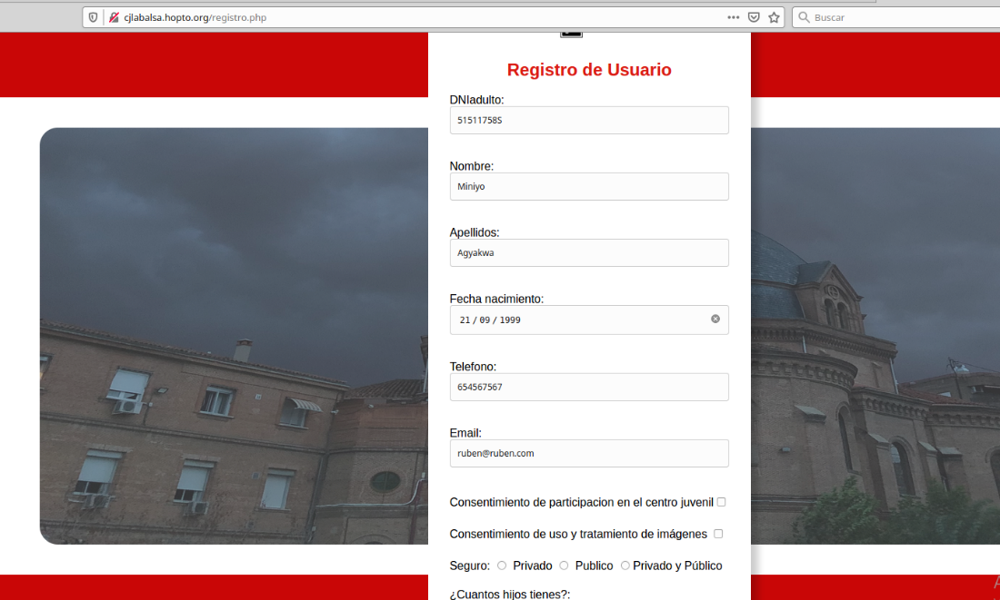 cjlabalsa.hopto.org/registro.php
Buscar
Registro de Usuario
DNIadulto:
51511758S
Nombre:
Miniyo
Apellidos:
Agyakwa
Fecha nacimiento:
21 / 09 / 1999
Telefono:
654567567
Email:
ruben@ruben.com
Consentimiento de participacion en el centro juvenil
Consentimiento de uso y tratamiento de imágenes
Seguro: Privado Publico Privado y Público
¿Cuantos hijos tienes?: